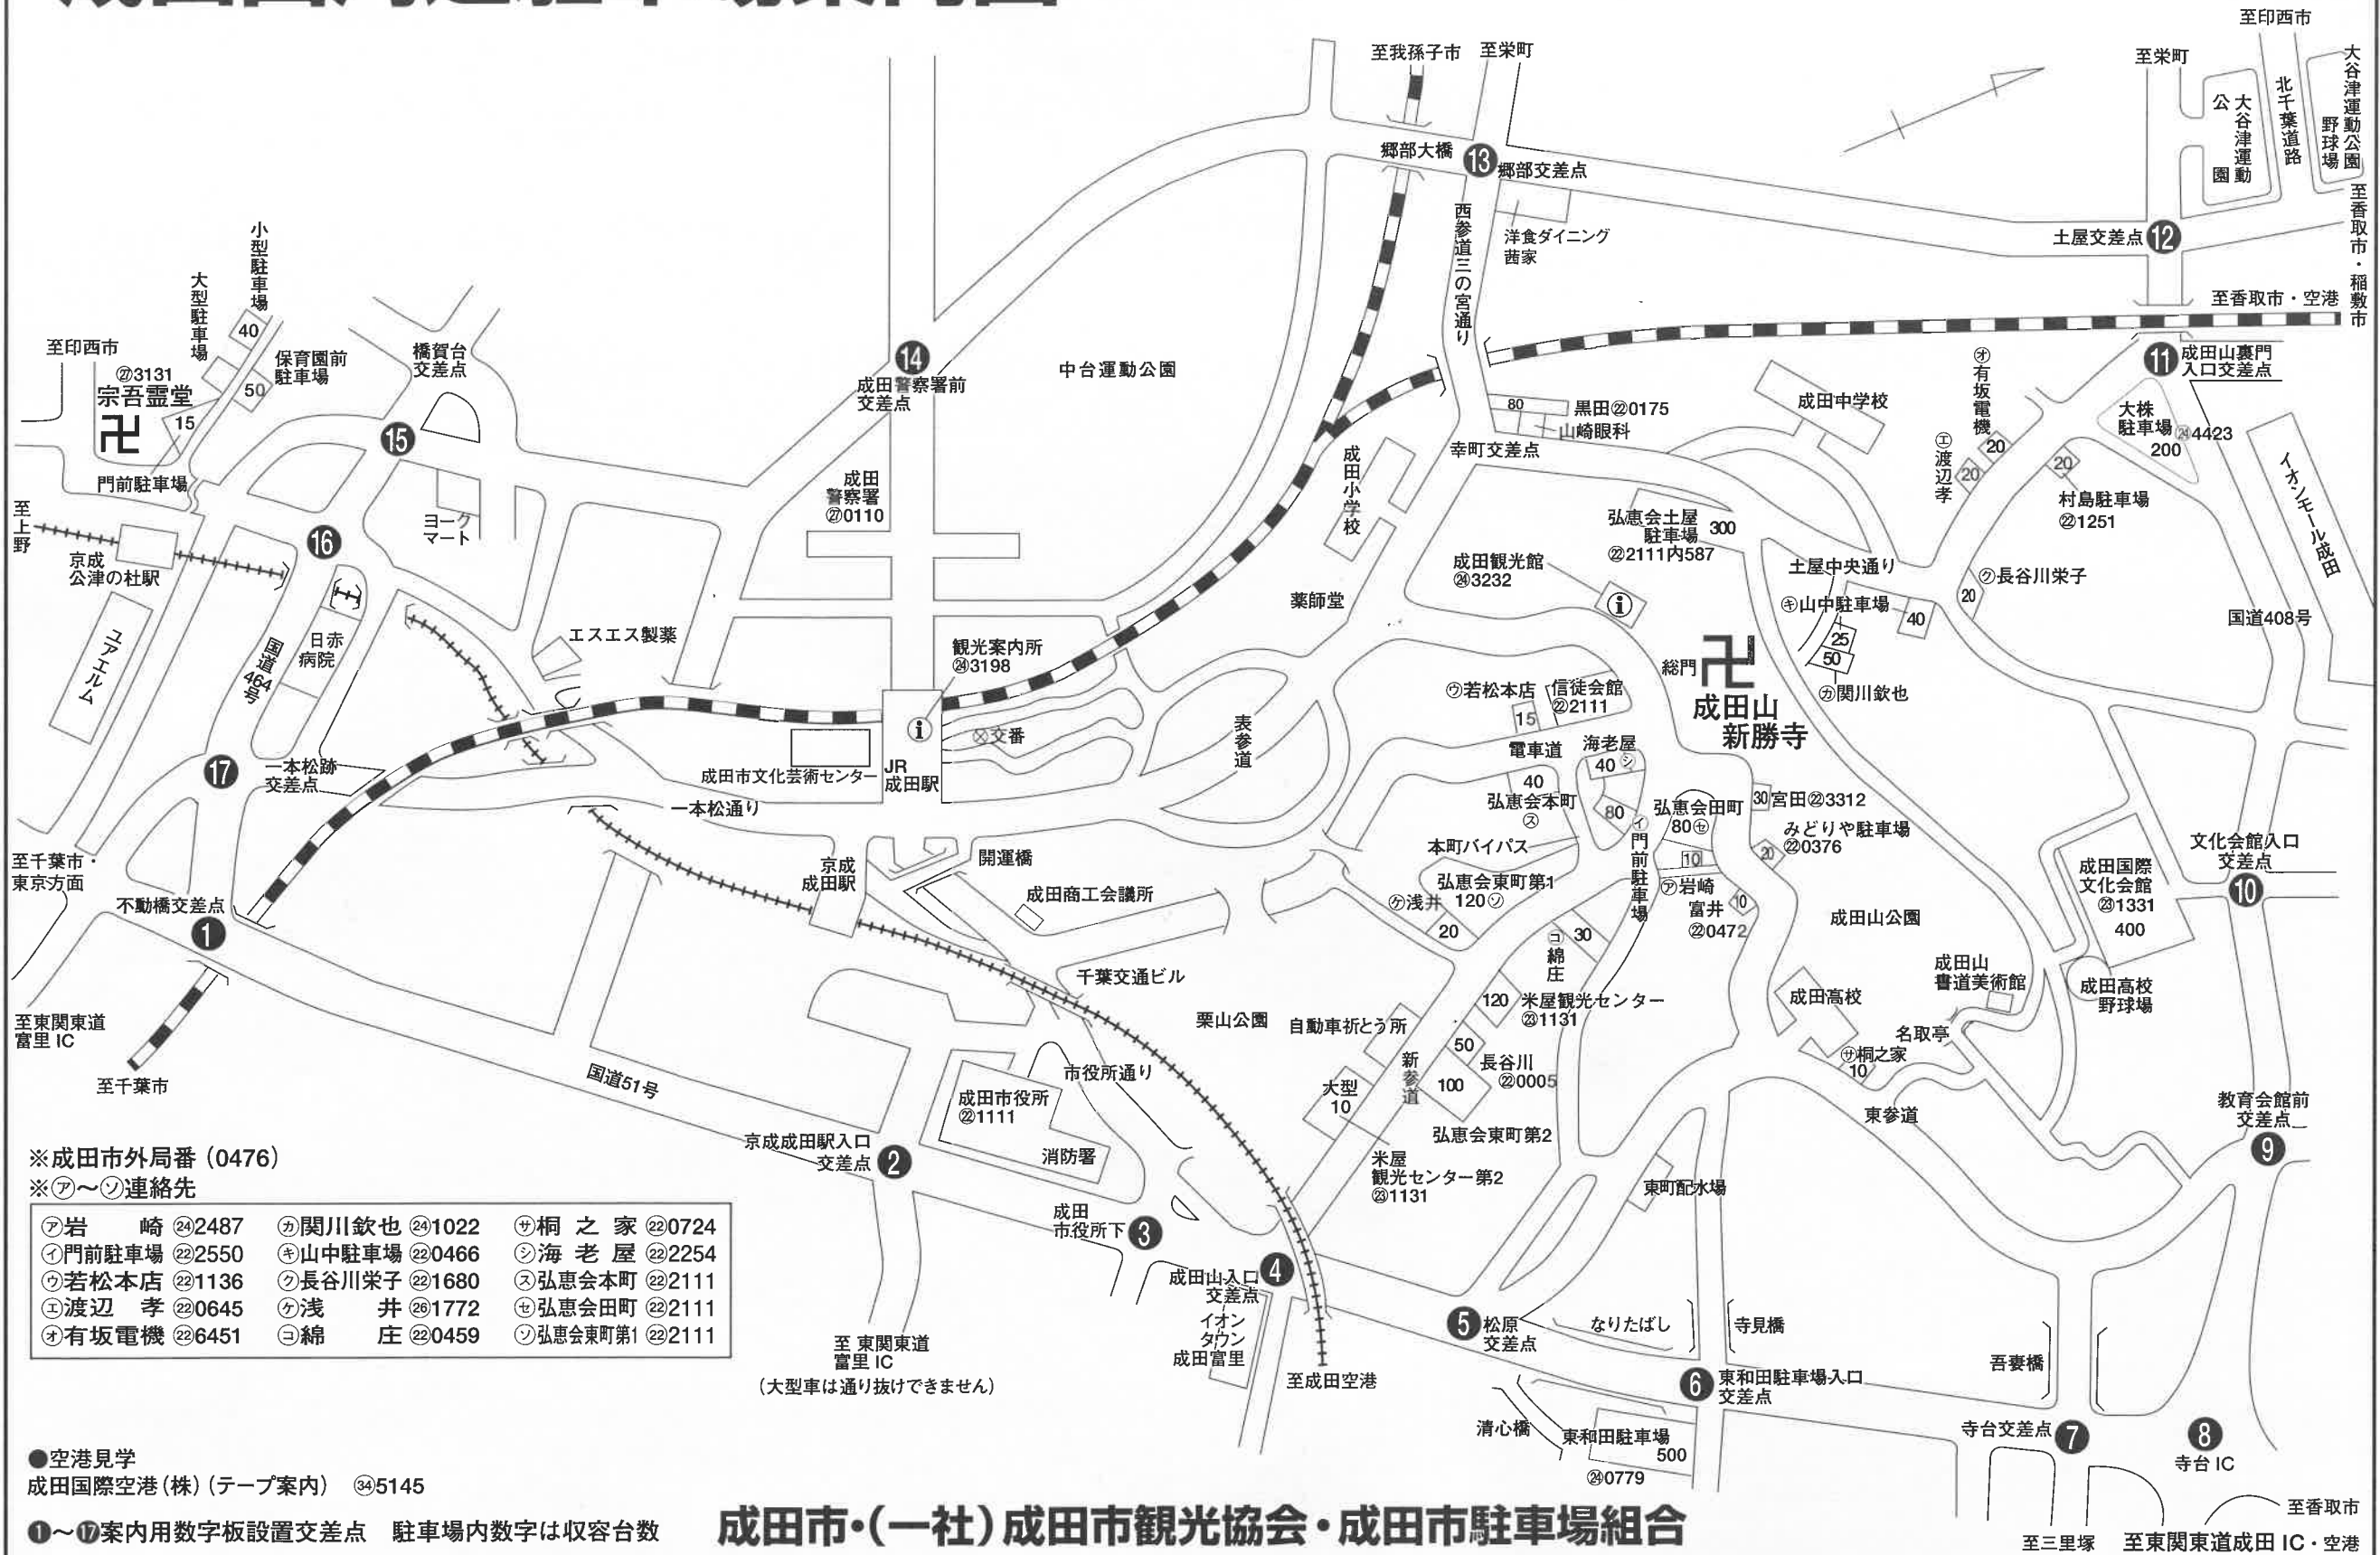 成田山周辺駐車場案内図
至印西市
至我孫子市
至栄町
至栄町
大谷津運動公園
北千葉道路
大谷津運動公園
野球場
郷部大橋
⓭
郷部交差点
西参道三の宮通り
洋食ダイニング
茜家
土屋交差点
⓬
至香取市・稲敷市
至香取市・空港
小型駐車場
大型駐車場
40
50
保育園前
駐車場
至印西市
㉗3131
宗吾霊堂
卍
15
門前駐車場
橋賀台
交差点
⓯
⓮
成田警察署前
交差点
中台運動公園
成田
警察署
㉗0110
ヨーク
マート
⓰
至上野
京成
公津の杜駅
ユアエルム
国道
464
号
日赤
病院
エスエス製薬
⓱
一本松跡
交差点
観光案内所
㉔3198
i
交番
成田市文化芸術センター
JR
成田駅
一本松通り
表参道
薬師堂
成田小学校
80
黒田㉒0175
山崎眼科
幸町交差点
成田中学校
㋔有坂電機
20
㋓渡辺孝
20
⓫
成田山裏門
入口交差点
大株
駐車場
㉔4423
200
20
村島駐車場
㉒1251
イオンモール成田
国道408号
弘恵会土屋
駐車場
300
㉒2111内587
成田観光館
㉔3232
i
土屋中央通り
㋖山中駐車場
40
25
50
㋕関川欽也
㋗長谷川栄子
20
総門
卍
成田山
新勝寺
㋒若松本店
15
信徒会館
㉒2111
電車道
海老屋
40
㋛
40
弘恵会本町
㋜
80
弘恵会田町
80㋝
30
宮田㉒3312
みどりや駐車場
㉒0376
20
10
㋐岩崎
富井
㉒0472
10
㋑門前駐車場
本町バイパス
弘恵会東町第1
120㋞
㋘浅井
20
㋙綿庄
30
成田山公園
成田国際
文化会館
㉓1331
400
文化会館入口
交差点
❿
成田山
書道美術館
成田高校
成田高校
野球場
名取亭
㋚桐之家
10
東参道
教育会館前
交差点
❾
至千葉市・
東京方面
不動橋交差点
❶
至東関東道
富里 IC
至千葉市
国道51号
京成
成田駅
開運橋
成田商工会議所
千葉交通ビル
栗山公園
自動車祈とう所
120
米屋観光センター
㉓1131
50
長谷川
㉒0005
新参道
大型
10
100
弘恵会東町第2
米屋
観光センター第2
㉓1131
市役所通り
成田市役所
㉒1111
消防署
京成成田駅入口
交差点
❷
成田
市役所下
❸
成田山入口
交差点
❹
イオン
タウン
成田富里
至 東関東道
富里 IC
(大型車は通り抜けできません)
至成田空港
❺
松原
交差点
なりたばし
寺見橋
東町配水場
❻
東和田駐車場入口
交差点
清心橋
東和田駐車場
500
㉔0779
吾妻橋
寺台交差点
❼
❽
寺台 IC
至香取市
至三里塚
至東関東道成田 IC・空港
※成田市外局番 (0476)
※㋐～㋞連絡先
㋐岩　崎 ㉔2487　㋕関川欽也 ㉔1022　㋚桐之家 ㉒0724
㋑門前駐車場 ㉒2550　㋖山中駐車場 ㉒0466　㋛海老屋 ㉒2254
㋒若松本店 ㉒1136　㋗長谷川栄子 ㉒1680　㋜弘恵会本町 ㉒2111
㋓渡辺　孝 ㉒0645　㋘浅　井 ㉖1772　㋝弘恵会田町 ㉒2111
㋔有坂電機 ㉒6451　㋙綿　庄 ㉒0459　㋞弘恵会東町第1 ㉒2111
●空港見学
成田国際空港(株)(テープ案内)　㉞5145
❶～⓱案内用数字板設置交差点　駐車場内数字は収容台数
成田市・(一社)成田市観光協会・成田市駐車場組合